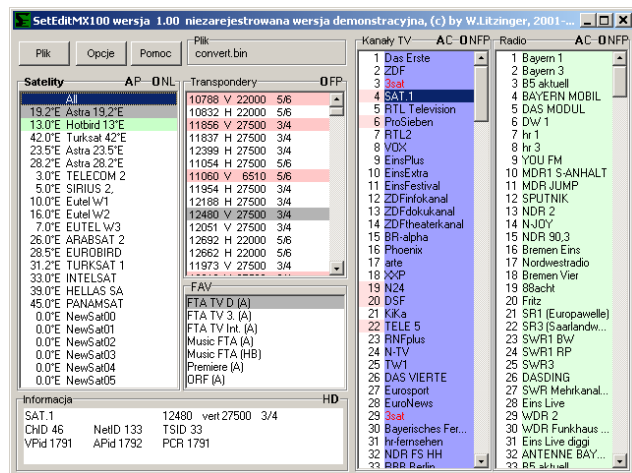 SetEditMX100 wersja 1.00 niezarejestrowana wersja demonstracyjna, (c) by W.Litzinger, 2001-...
Plik
Opcje
Pomoc
Plik
convert.bin
Satelity AP ONL
All
19.2°E Astra 19,2°E
13.0°E Hotbird 13°E
42.0°E Turksat 42°E
23.5°E Astra 23.5°E
28.2°E Astra 28.2°E
3.0°E TELECOM 2
5.0°E SIRIUS 2,
10.0°E Eutel W1
16.0°E Eutel W2
7.0°E EUTEL W3
26.0°E ARABSAT 2
28.5°E EUROBIRD
31.2°E TURKSAT 1
33.0°E INTELSAT
39.0°E HELLAS SA
45.0°E PANAMSAT
0.0°E NewSat00
0.0°E NewSat01
0.0°E NewSat02
0.0°E NewSat03
0.0°E NewSat04
0.0°E NewSat05
Transpondery OFP
10788 V 22000 5/6
10832 H 22000 5/6
11856 V 27500 3/4
11837 H 27500 3/4
12399 H 27500 3/4
11054 H 27500 5/6
11060 V 6510 5/6
11954 H 27500 3/4
12188 H 27500 3/4
12480 V 27500 3/4
12051 V 27500 3/4
12692 H 22000 5/6
12662 H 22000 5/6
11973 V 27500 3/4
FAV
FTA TV D (A)
FTA TV 3. (A)
FTA TV Int. (A)
Music FTA (A)
Music FTA (HB)
Premiere (A)
ORF (A)
Kanały TV AC ONFP
1 Das Erste
2 ZDF
3 3sat
4 SAT.1
5 RTL Television
6 ProSieben
7 RTL2
8 VOX
9 EinsPlus
10 EinsExtra
11 EinsFestival
12 ZDFinfokanal
13 ZDFdokukanal
14 ZDFtheaterkanal
15 BR-alpha
16 Phoenix
17 arte
18 XXP
19 N24
20 DSF
21 KiKa
22 TELE 5
23 RNFplus
24 N-TV
25 TW1
26 DAS VIERTE
27 Eurosport
28 EuroNews
29 3sat
30 Bayerisches Fer...
31 hr-fernsehen
32 NDR FS HH
33 RBB Berlin
Radio AC ONFP
1 Bayern 1
2 Bayern 3
3 B5 aktuell
4 BAYERN MOBIL
5 DAS MODUL
6 DW 1
7 hr 1
8 hr 3
9 YOU FM
10 MDR1 S-ANHALT
11 MDR JUMP
12 SPUTNIK
13 NDR 2
14 N-JOY
15 NDR 90,3
16 Bremen Eins
17 Nordwestradio
18 Bremen Vier
19 88acht
20 Fritz
21 SR1 (Europawelle)
22 SR3 (Saarlandw...
23 SWR1 BW
24 SWR1 RP
25 SWR3
26 DASDING
27 SWR Mehrkanal...
28 Eins Live
29 WDR 2
30 WDR Funkhaus ...
31 Eins Live diggi
32 ANTENNE BAY...
33 B5 aktuell
Informacja HD
SAT.1 12480 vert 27500 3/4
ChID 46 NetID 133 TSID 33
VPid 1791 APid 1792 PCR 1791